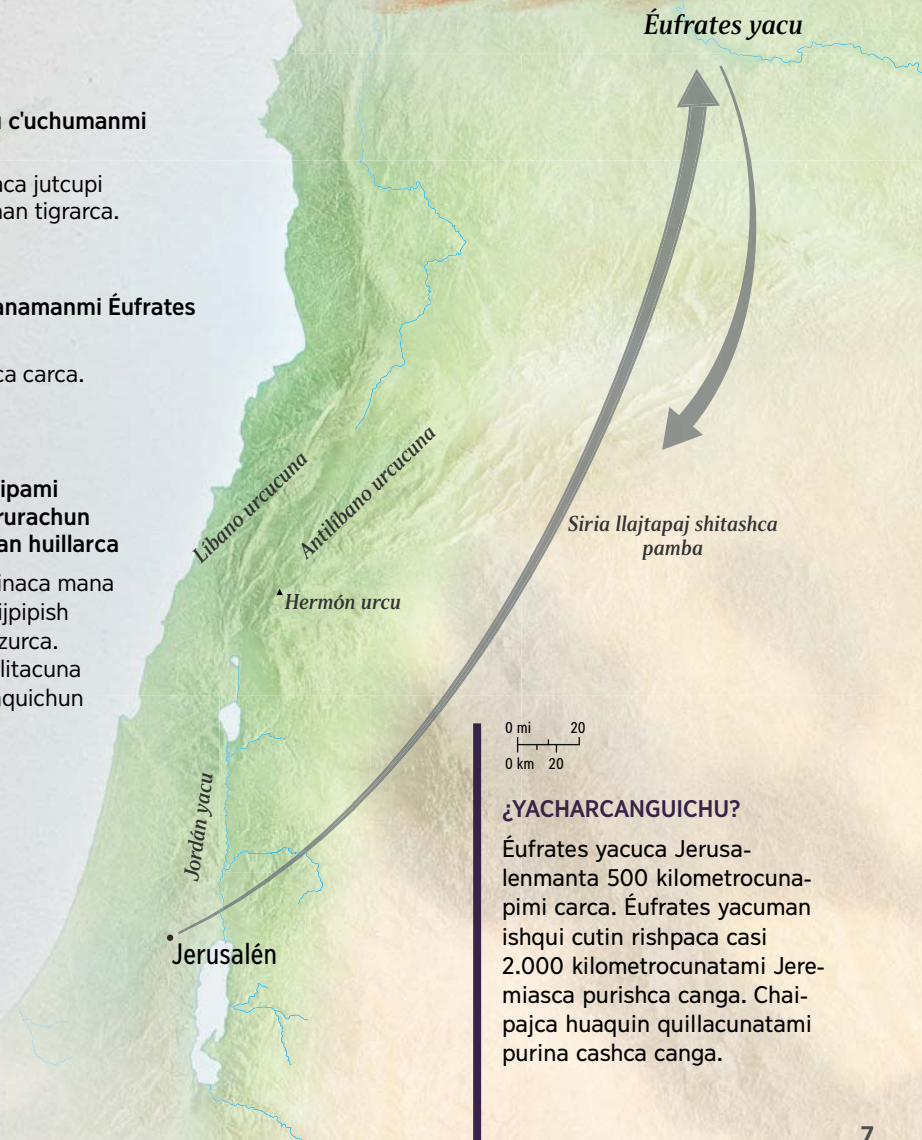 c'uchumanmi
aca jutcupi
man tigrarca.
anamanmi Éufrates
ca carca.
ipami
rurachun
an huillarca
inaca mana
ijpipish
zurca.
litacuna
nquichun
Éufrates yacu
Líbano urcucuna
Antilíbano urcucuna
Siria llajtapaj shitashca
pamba
Hermón urcu
Jordán yacu
Jerusalén
0 mi 20
0 km 20
¿YACHARCANGUICHU?
Éufrates yacuca Jerusa-
lenmanta 500 kilometrocuna-
pimi carca. Éufrates yacuman
ishqui cutin rishpaca casi
2.000 kilometrocunatami Jere-
miasca purishca canga. Chai-
pajca huaquin quillacunatami
purina cashca canga.
7